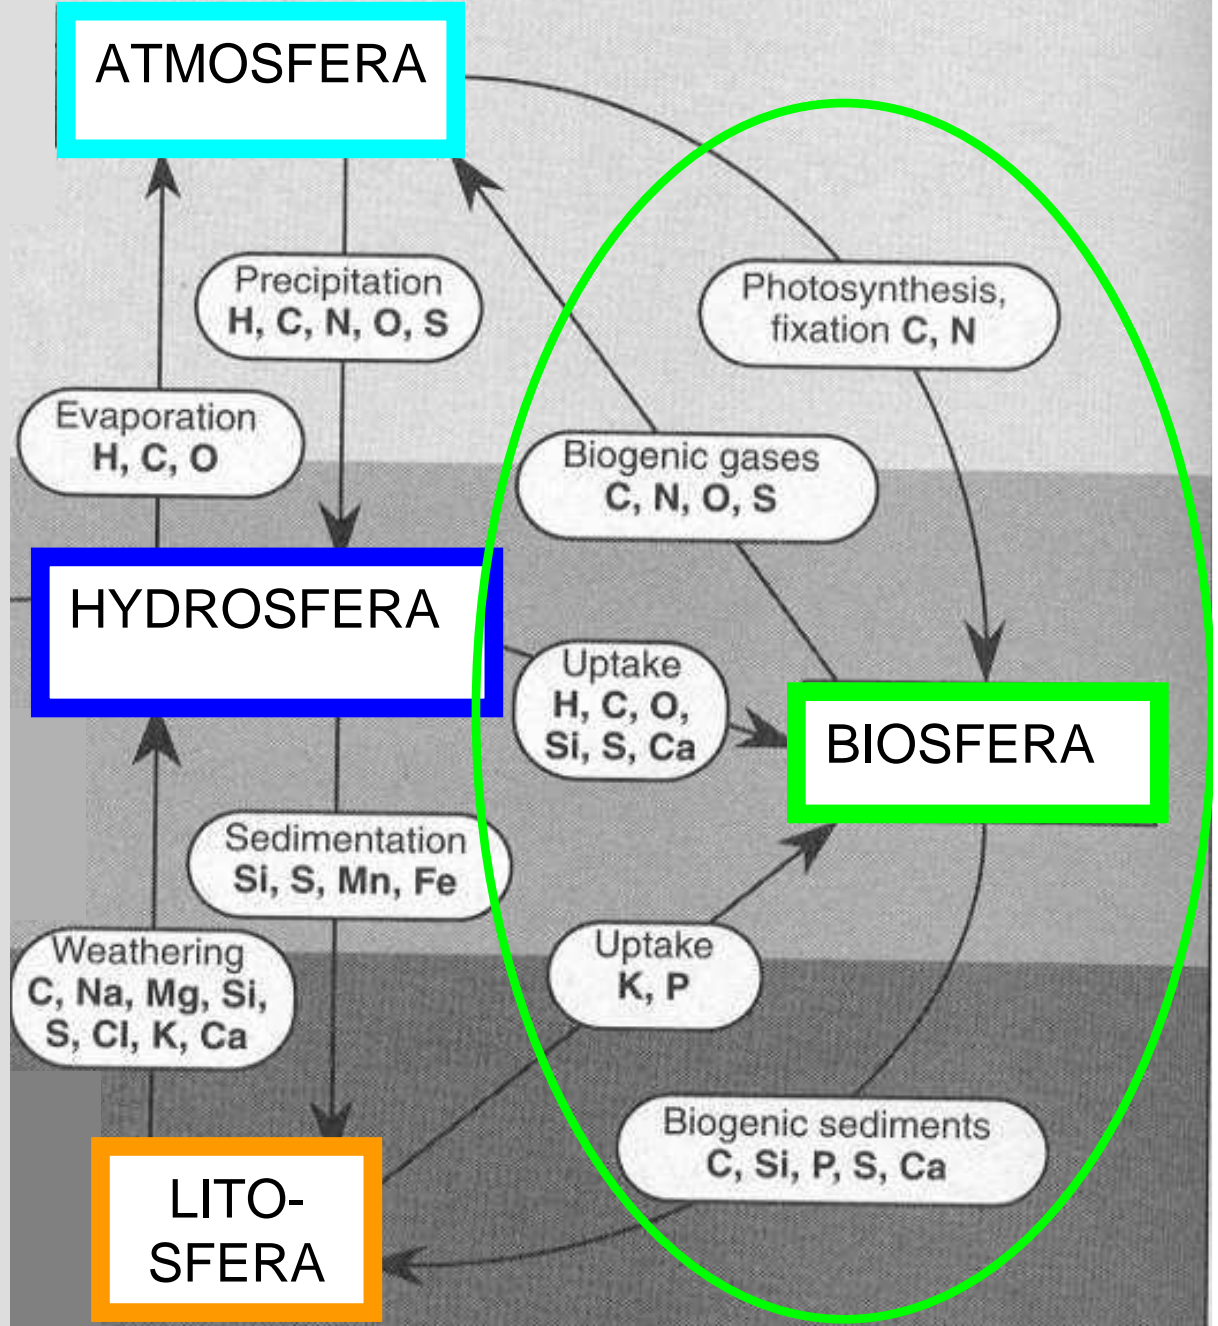 ATMOSFERA
Precipitation
H, C, N, O, S
Photosynthesis,
fixation C, N
Evaporation
H, C, O
Biogenic gases
C, N, O, S
HYDROSFERA
Uptake
H, C, O,
Si, S, Ca
BIOSFERA
Sedimentation
Si, S, Mn, Fe
Weathering
C, Na, Mg, Si,
S, Cl, K, Ca
Uptake
K, P
Biogenic sediments
C, Si, P, S, Ca
LITO-
SFERA